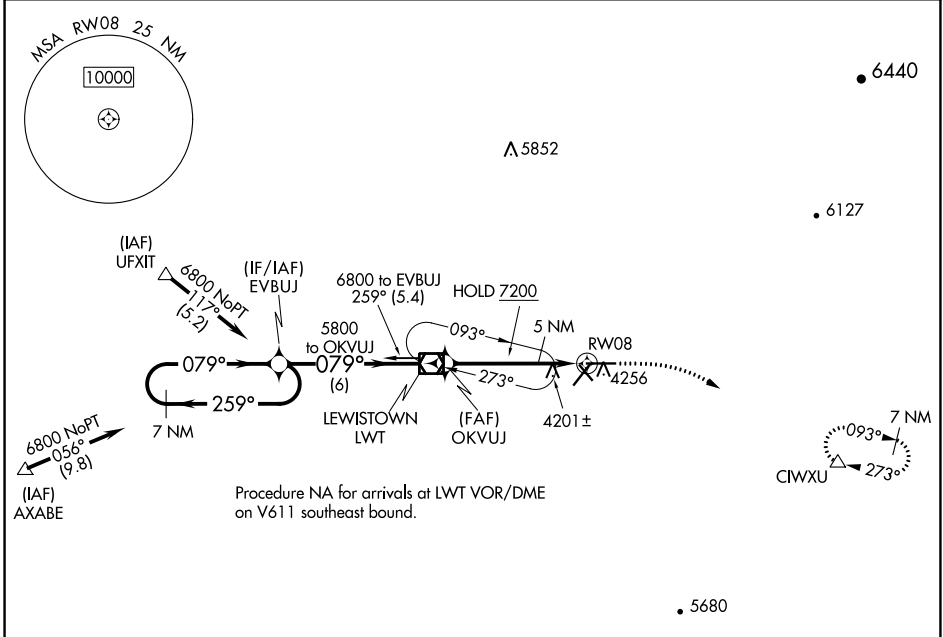 MSA RW08 25 NM
10000
6440
5852
6127
(IAF)
UFXIT
6800 NoPT
117°
(5.2)
(IF/IAF)
EVBUJ
6800 to EVBUJ
259° (5.4)
HOLD 7200
5800
to OKVUJ
079°
079°
(6)
259°
7 NM
093°
273°
5 NM
RW08
4256
4201±
LEWISTOWN
LWT
(FAF)
OKVUJ
6800 NoPT
056°
(9.8)
(IAF)
AXABE
7 NM
093°
273°
CIWXU
Procedure NA for arrivals at LWT VOR/DME
on V611 southeast bound.
5680